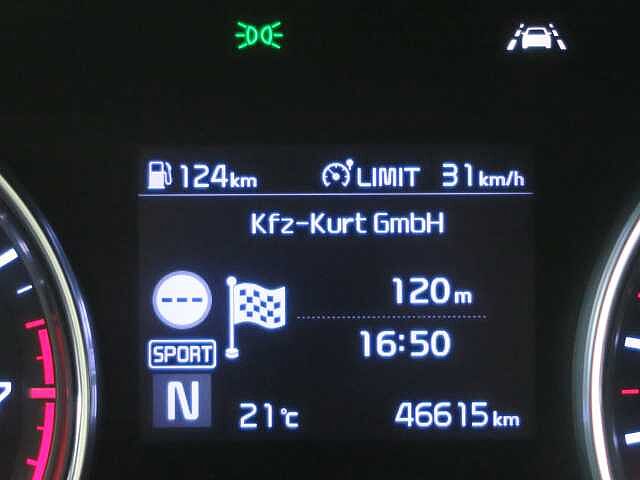 124km LIMIT 31km/h
Kfz-Kurt GmbH
--- 120m
SPORT 16:50
N 21°C 46615km